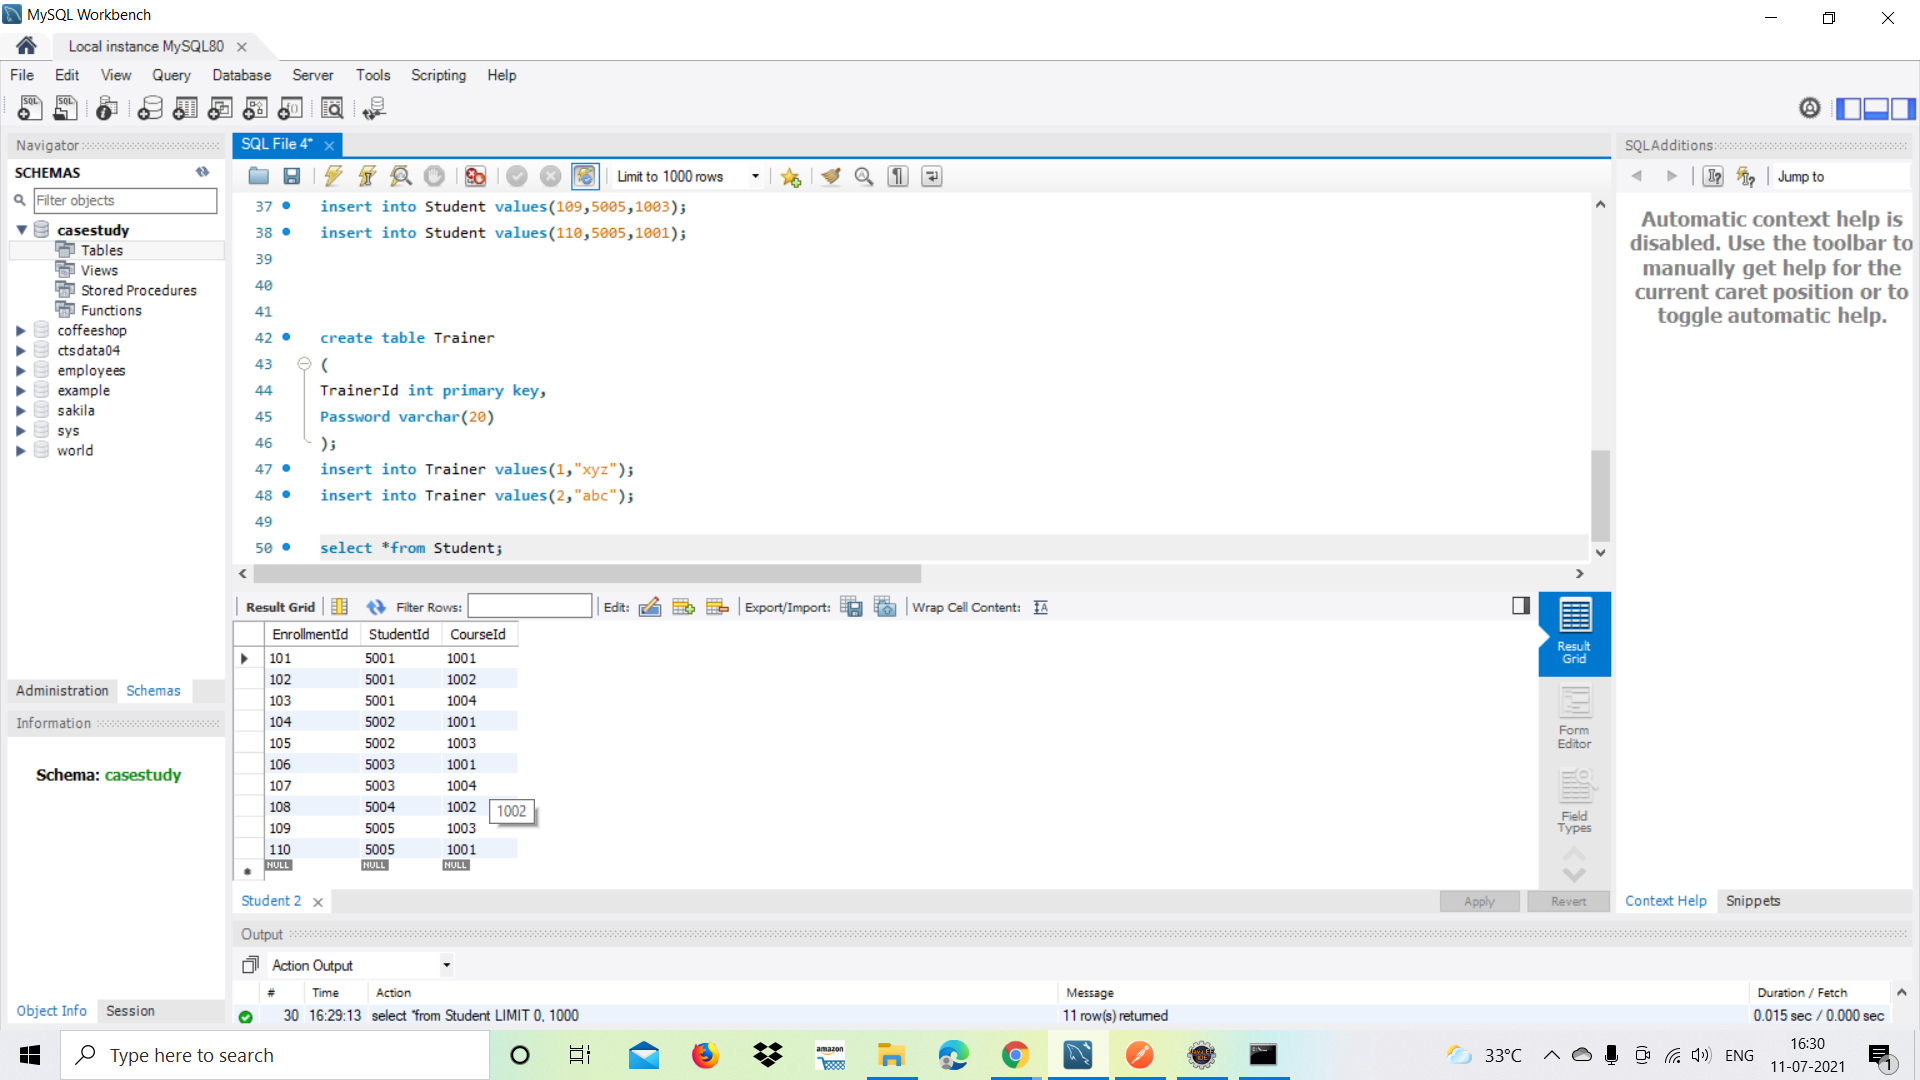 MySQL Workbench
Local instance MySQL80
File Edit View Query Database Server Tools Scripting Help
Navigator
SCHEMAS
Filter objects
casestudy
Tables
Views
Stored Procedures
Functions
coffeeshop
ctsdata04
employees
example
sakila
sys
world
Administration Schemas
Information
Schema: casestudy
Object Info Session
SQL File 4*
Limit to 1000 rows
37 insert into Student values(109,5005,1003);
38 insert into Student values(110,5005,1001);
39
40
41
42 create table Trainer
43 (
44 TrainerId int primary key,
45 Password varchar(20)
46 );
47 insert into Trainer values(1,"xyz");
48 insert into Trainer values(2,"abc");
49
50 select *from Student;
Result Grid Filter Rows: Edit: Export/Import: Wrap Cell Content:
EnrollmentId StudentId CourseId
101 5001 1001
102 5001 1002
103 5001 1004
104 5002 1001
105 5002 1003
106 5003 1001
107 5003 1004
108 5004 1002
1002
109 5005 1003
110 5005 1001
NULL NULL NULL
Result
Grid
Form
Editor
Field
Types
Student 2
Apply Revert
SQLAdditions
Jump to
Automatic context help is
disabled. Use the toolbar to
manually get help for the
current caret position or to
toggle automatic help.
Context Help Snippets
Output
Action Output
# Time Action Message Duration / Fetch
30 16:29:13 select *from Student LIMIT 0, 1000 11 row(s) returned 0.015 sec / 0.000 sec
Type here to search
amazon
33°C
ENG
16:30
11-07-2021
1